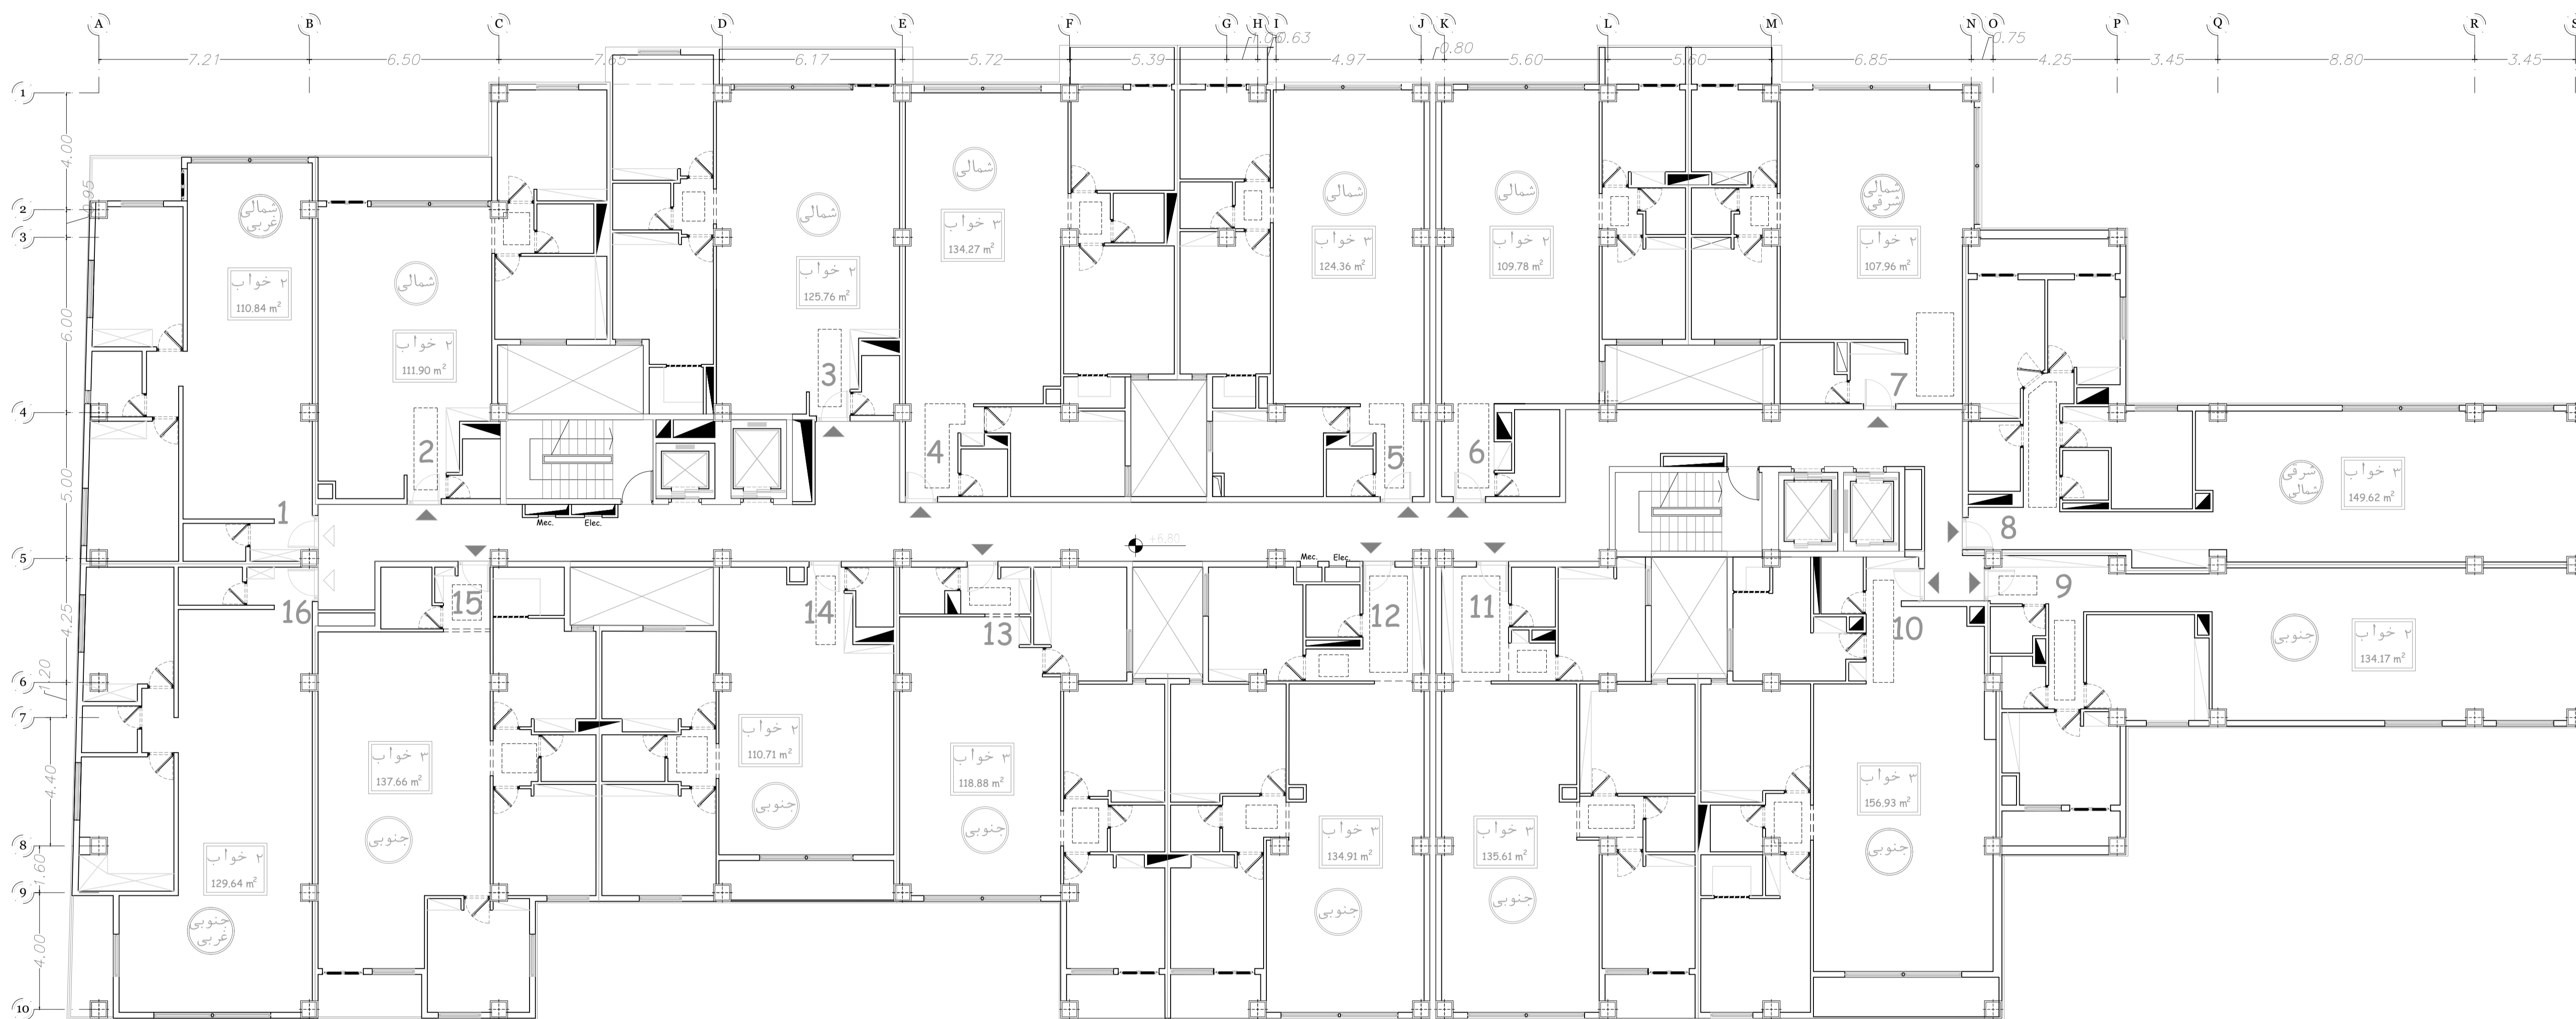 A B C D E F G H I J K L M N O P Q R S
7.21 6.50 7.65 6.17 5.72 5.39 1.00 0.63 4.97 0.80 5.60 5.60 6.85 0.75 4.25 3.45 8.80 3.45
1
4.00
0.95
2
3
6.00
4
5.00
5
4.25
6
1.20
7
4.40
8
1.60
9
4.00
10
شمالی
غربی
۲ خواب
110.84 m²
1
شمالی
۲ خواب
111.90 m²
2
شمالی
۲ خواب
125.76 m²
3
شمالی
۳ خواب
134.27 m²
4
شمالی
۳ خواب
124.36 m²
5
شمالی
۲ خواب
109.78 m²
6
شمالی
شرقی
۲ خواب
107.96 m²
7
شرقی
شمالی
۳ خواب
149.62 m²
8
Mec. Elec.
+6.80
Mec. Elec.
9
جنوبی
۲ خواب
134.17 m²
10
۳ خواب
156.93 m²
جنوبی
11
۳ خواب
135.61 m²
جنوبی
12
۳ خواب
134.91 m²
جنوبی
13
۳ خواب
118.88 m²
جنوبی
14
۲ خواب
110.71 m²
جنوبی
15
۳ خواب
137.66 m²
جنوبی
16
۲ خواب
129.64 m²
جنوبی
غربی